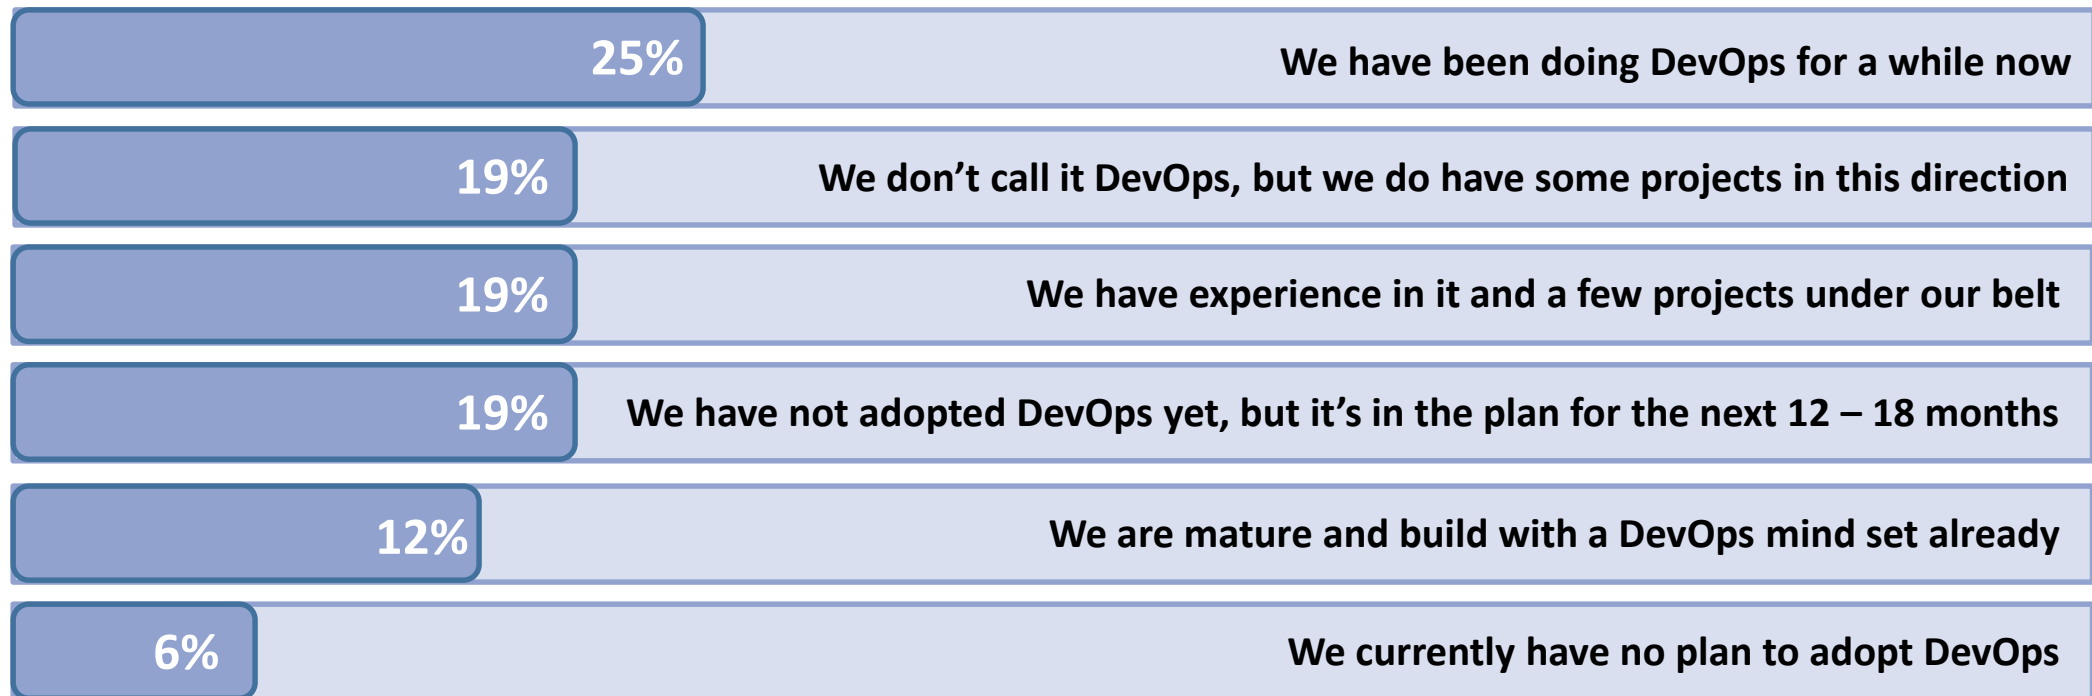 25% We have been doing DevOps for a while now
19% We don’t call it DevOps, but we do have some projects in this direction
19% We have experience in it and a few projects under our belt
19% We have not adopted DevOps yet, but it’s in the plan for the next 12 – 18 months
12% We are mature and build with a DevOps mind set already
6% We currently have no plan to adopt DevOps